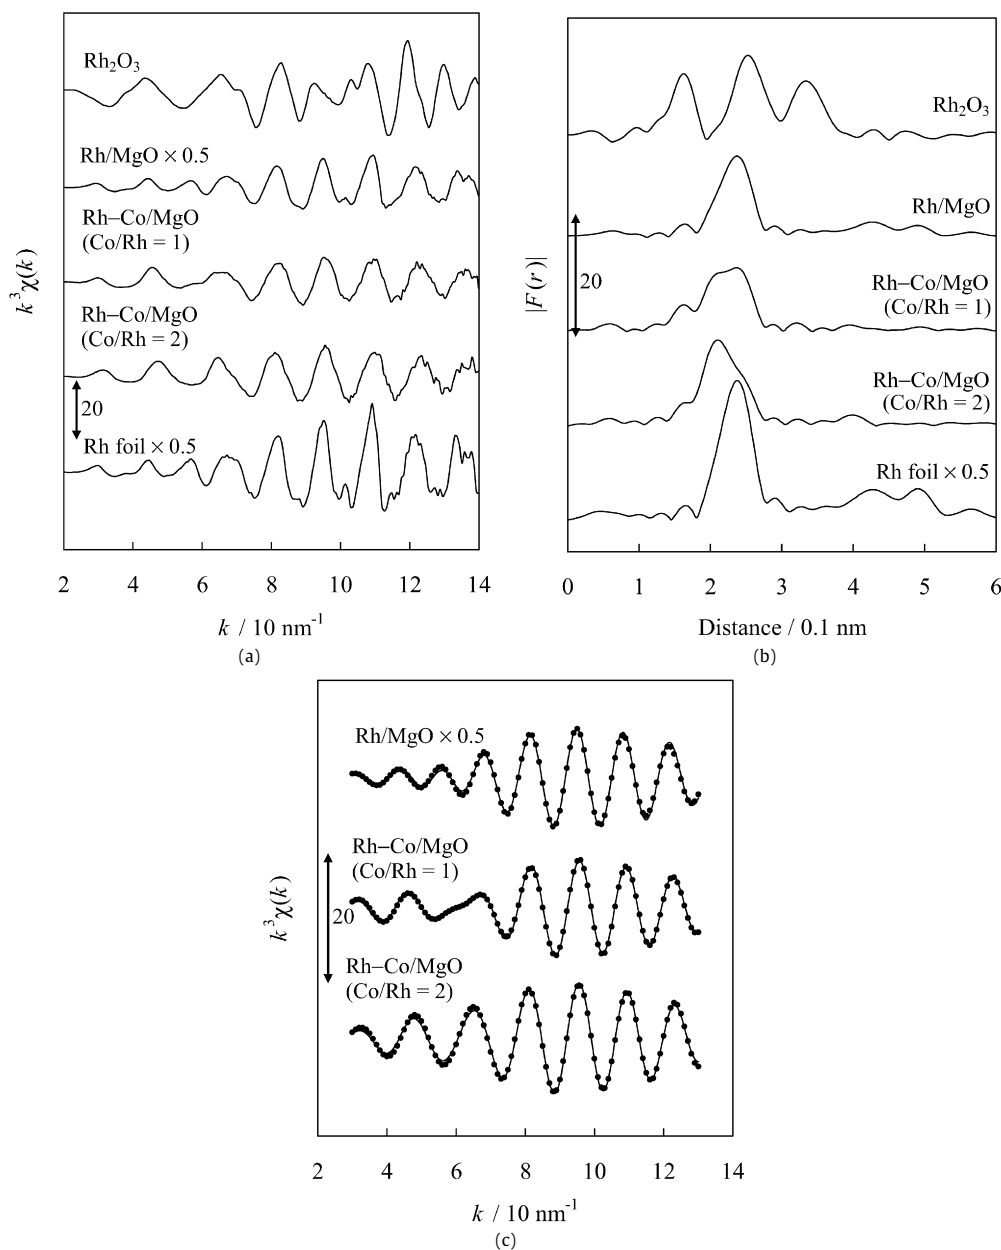 Rh₂O₃
Rh/MgO × 0.5
Rh–Co/MgO
(Co/Rh = 1)
Rh–Co/MgO
(Co/Rh = 2)
20
Rh foil × 0.5
k ³χ(k)
2 4 6 8 10 12 14
k / 10 nm⁻¹
(a)
Rh₂O₃
Rh/MgO
20
Rh–Co/MgO
(Co/Rh = 1)
Rh–Co/MgO
(Co/Rh = 2)
Rh foil × 0.5
|F(r)|
0 1 2 3 4 5 6
Distance / 0.1 nm
(b)
Rh/MgO × 0.5
Rh–Co/MgO
(Co/Rh = 1)
20
Rh–Co/MgO
(Co/Rh = 2)
k ³χ(k)
2 4 6 8 10 12 14
k / 10 nm⁻¹
(c)